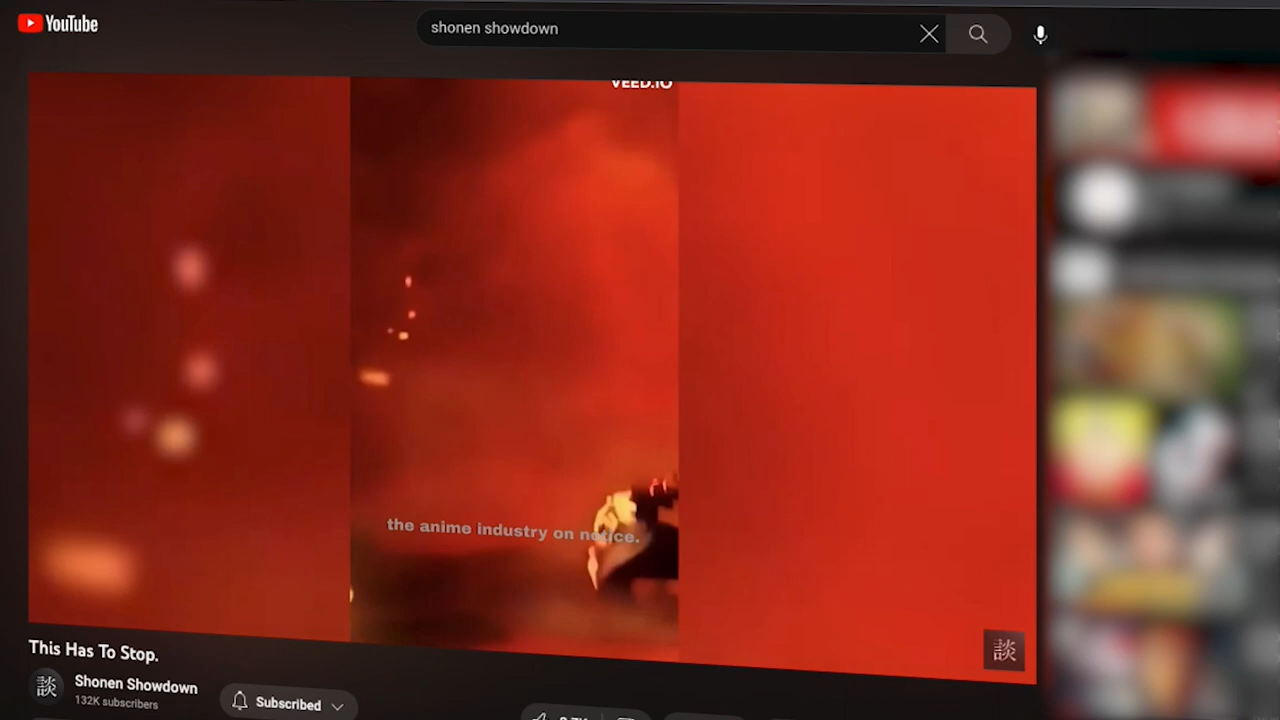 YouTube
shonen showdown
VEED.IO
the anime industry on notice.
談
This Has To Stop.
談
Shonen Showdown
132K subscribers
Subscribed